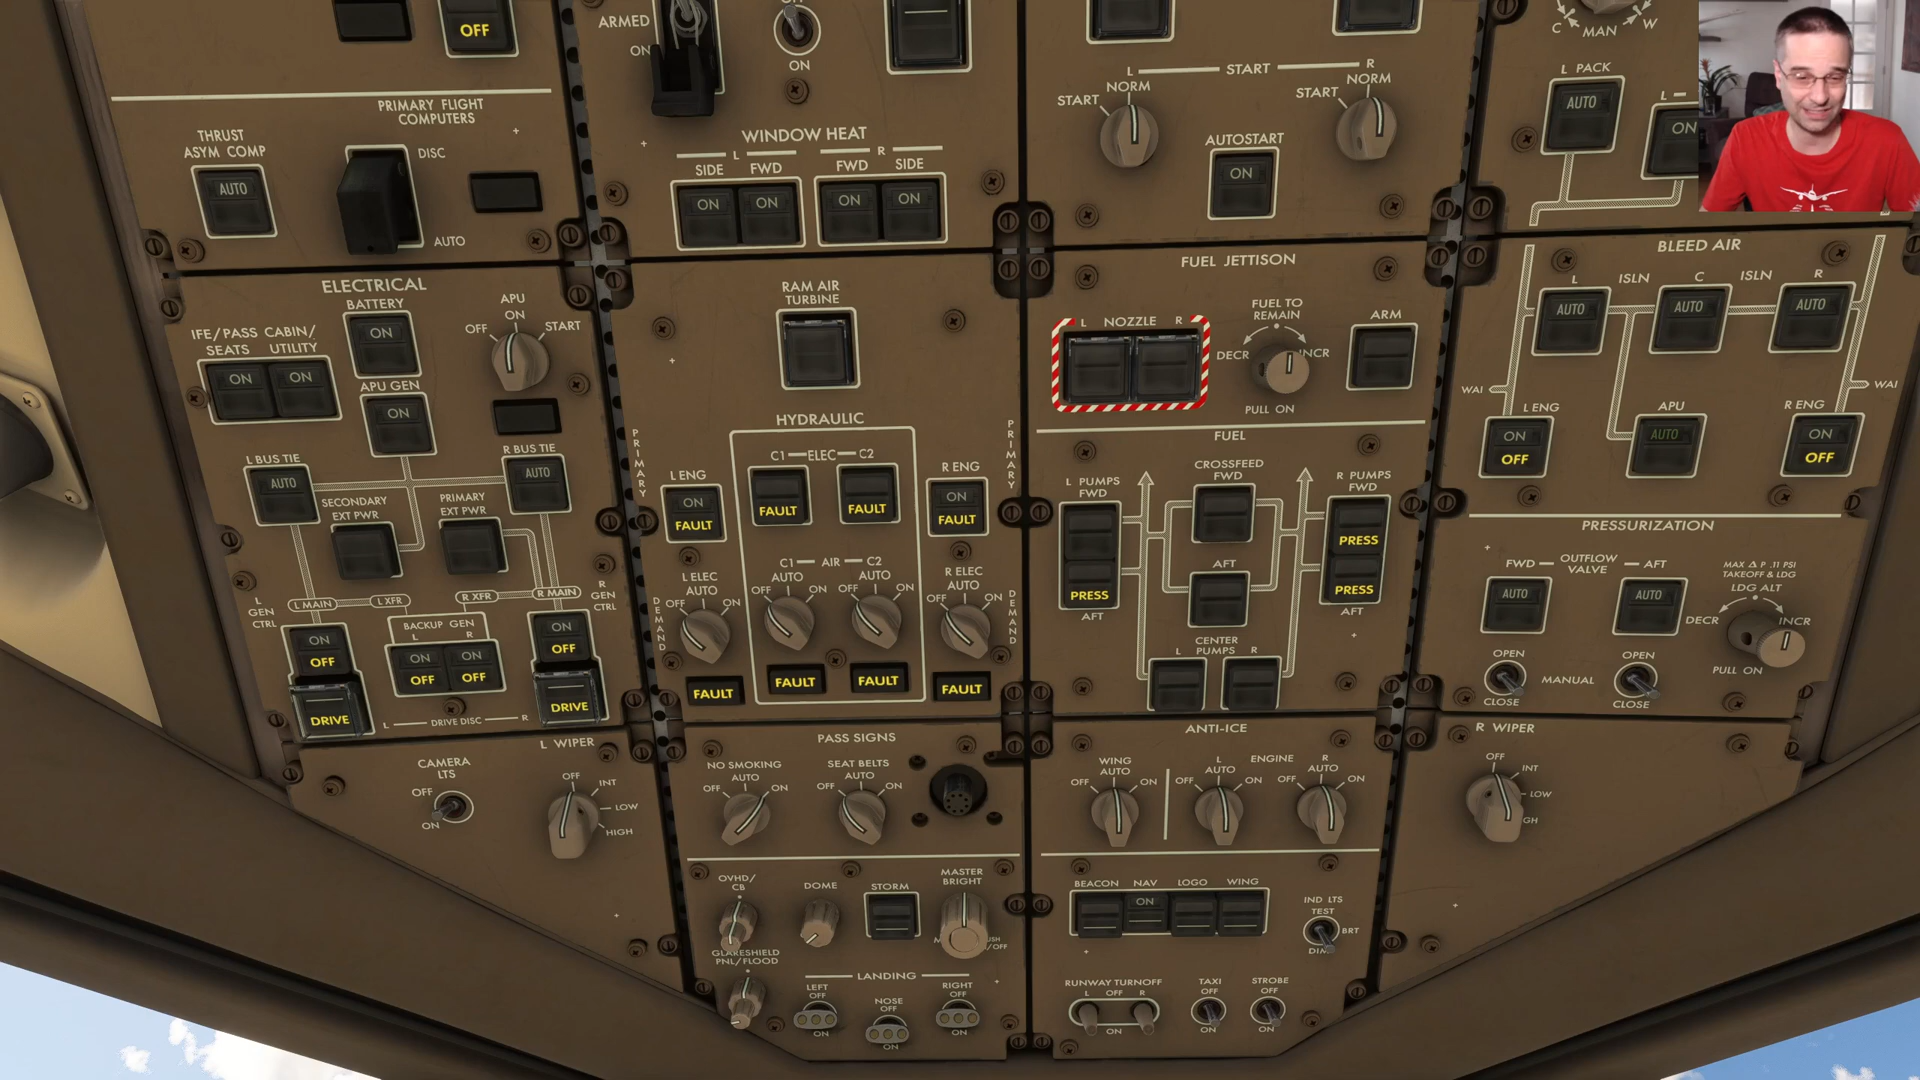 OFF
ARMED
ON
ON
PRIMARY FLIGHT
COMPUTERS
THRUST
ASYM COMP
AUTO
DISC
AUTO
WINDOW HEAT
L R
SIDE FWD FWD SIDE
ON ON ON ON
L START R
START NORM START NORM
AUTOSTART
ON
C MAN W
L PACK
AUTO
L
ON
ELECTRICAL
BATTERY
ON
IFE/PASS
SEATS
CABIN/
UTILITY
ON ON
APU
OFF ON START
APU GEN
ON
L BUS TIE
AUTO
R BUS TIE
AUTO
SECONDARY
EXT PWR
PRIMARY
EXT PWR
L MAIN L XFR R XFR R MAIN
L
GEN
CTRL
R
GEN
CTRL
BACKUP GEN
L R
ON
OFF
ON ON
OFF OFF
ON
OFF
DRIVE
DRIVE
L DRIVE DISC R
RAM AIR
TURBINE
HYDRAULIC
PRIMARY
PRIMARY
C1 ELEC C2
L ENG
ON
FAULT
FAULT
FAULT
R ENG
ON
FAULT
DEMAND
DEMAND
L ELEC
AUTO
OFF ON
C1 AIR C2
AUTO AUTO
OFF ON OFF ON
R ELEC
AUTO
OFF ON
FAULT FAULT FAULT FAULT
FUEL JETTISON
L NOZZLE R
FUEL TO
REMAIN
DECR INCR
PULL ON
ARM
FUEL
L PUMPS
FWD
CROSSFEED
FWD
R PUMPS
FWD
PRESS
PRESS
PRESS
AFT
AFT
AFT
CENTER
L PUMPS R
BLEED AIR
L ISLN C ISLN R
AUTO AUTO AUTO
WAI
WAI
L ENG
ON
OFF
APU
AUTO
R ENG
ON
OFF
PRESSURIZATION
FWD OUTFLOW
VALVE AFT
AUTO AUTO
MAX Δ P .11 PSI
TAKEOFF & LDG
LDG ALT
DECR INCR
PULL ON
OPEN
CLOSE
MANUAL
OPEN
CLOSE
CAMERA
LTS
OFF
ON
L WIPER
OFF
INT
LOW
HIGH
PASS SIGNS
NO SMOKING
AUTO
OFF ON
SEAT BELTS
AUTO
OFF ON
ANTI-ICE
WING
AUTO
OFF ON
ENGINE
L R
AUTO AUTO
OFF ON OFF ON
R WIPER
OFF
INT
LOW
GH
OVHD/
CB
DOME
STORM
MASTER
BRIGHT
GLARESHIELD
PNL/FLOOD
LANDING
LEFT
OFF
ON
NOSE
OFF
ON
RIGHT
OFF
ON
BEACON NAV LOGO WING
ON
IND LTS
TEST
BRT
DIM
RUNWAY TURNOFF
L OFF R
ON
TAXI
OFF
ON
STROBE
OFF
ON